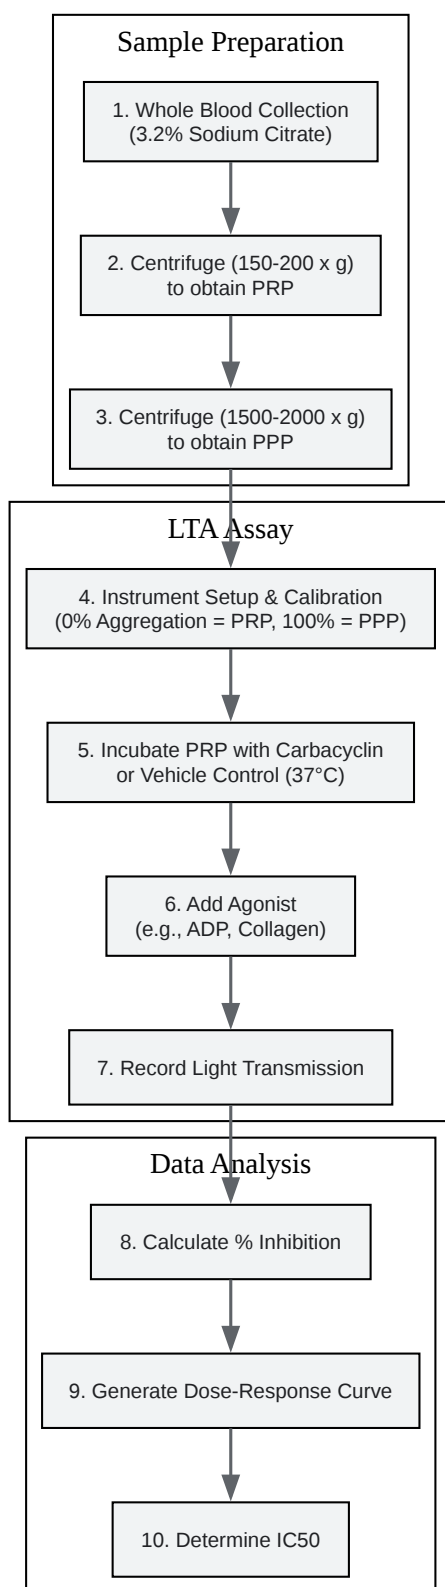 Sample Preparation
1. Whole Blood Collection
(3.2% Sodium Citrate)
2. Centrifuge (150-200 x g)
to obtain PRP
3. Centrifuge (1500-2000 x g)
to obtain PPP
LTA Assay
4. Instrument Setup & Calibration
(0% Aggregation = PRP, 100% = PPP)
5. Incubate PRP with Carbacyclin
or Vehicle Control (37°C)
6. Add Agonist
(e.g., ADP, Collagen)
7. Record Light Transmission
Data Analysis
8. Calculate % Inhibition
9. Generate Dose-Response Curve
10. Determine IC50